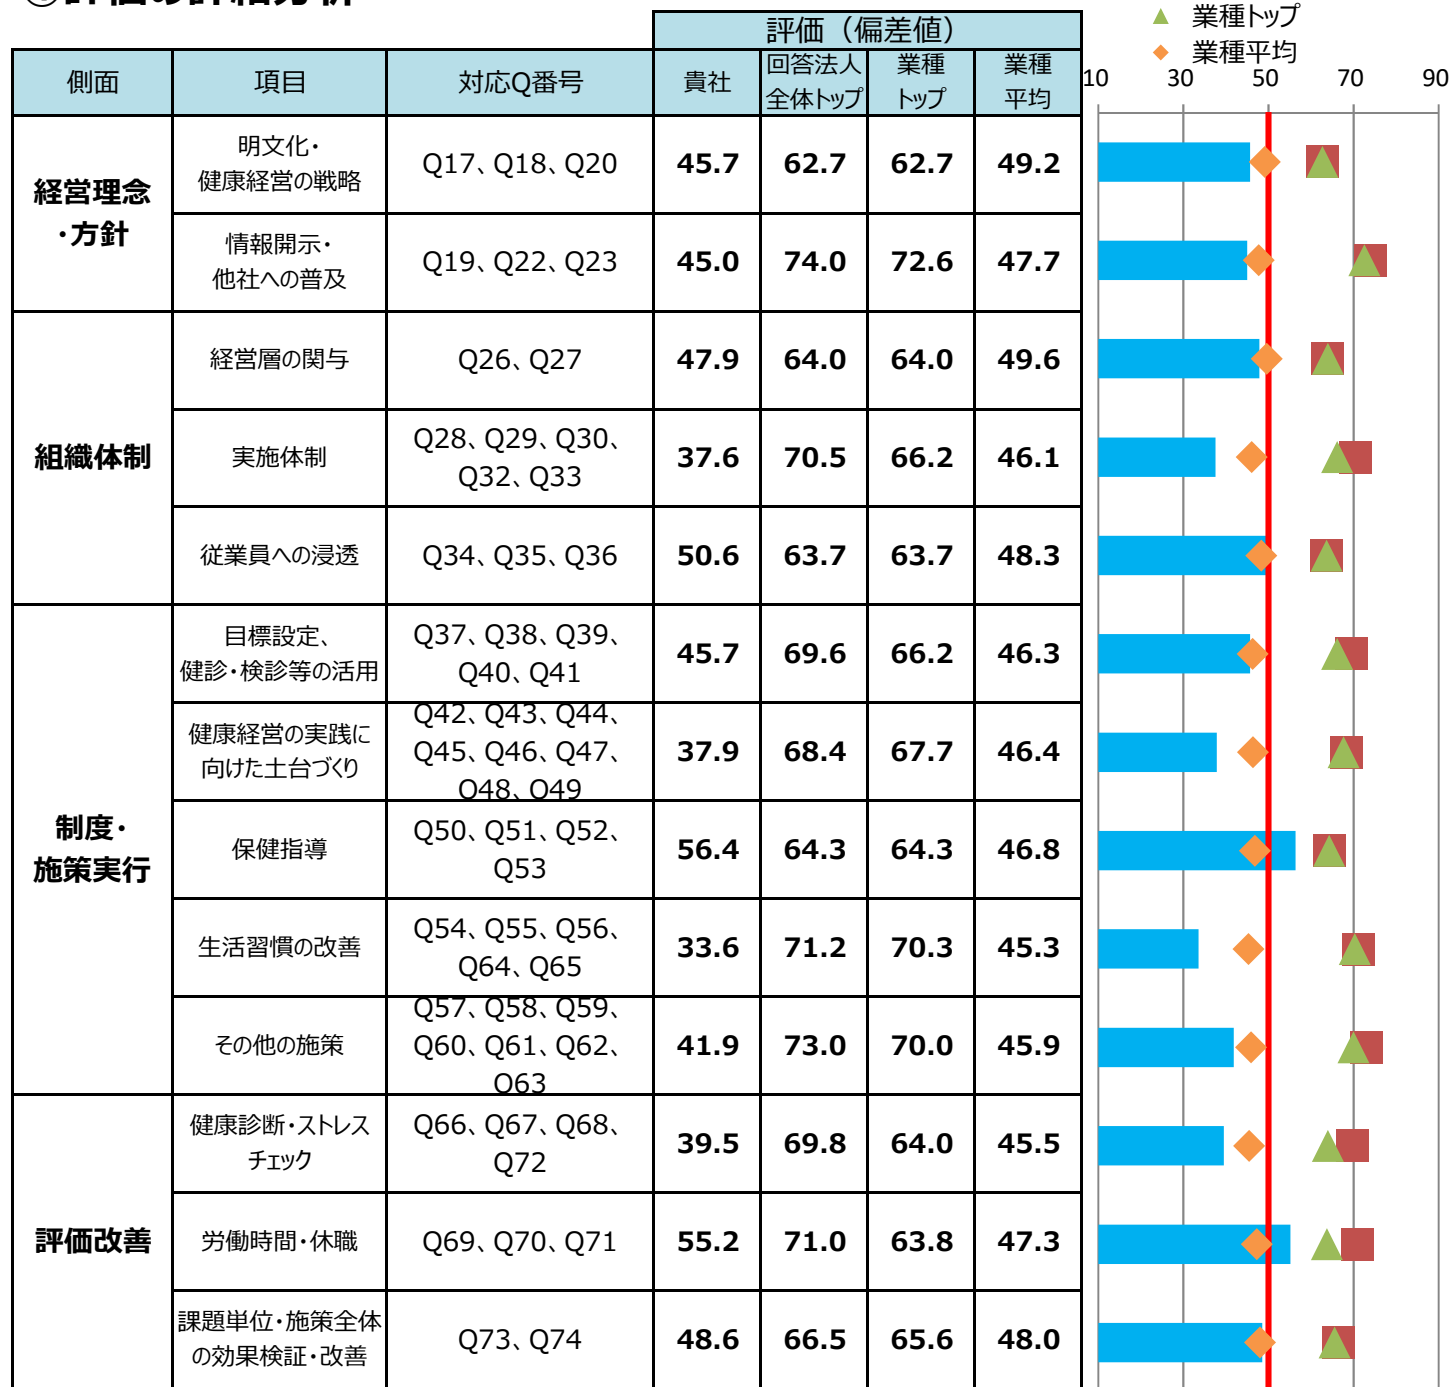 ①評価の詳細分析
▲ 業種トップ
◆ 業種平均
評価（偏差値）
側面 項目 対応Q番号 貴社 回答法人 業種 業種
全体トップ トップ 平均
10 30 50 70 90
経営理念
・方針
明文化・
健康経営の戦略
Q17、Q18、Q20 45.7 62.7 62.7 49.2
情報開示・
他社への普及
Q19、Q22、Q23 45.0 74.0 72.6 47.7
組織体制
経営層の関与 Q26、Q27 47.9 64.0 64.0 49.6
実施体制
Q28、Q29、Q30、
Q32、Q33
37.6 70.5 66.2 46.1
従業員への浸透 Q34、Q35、Q36 50.6 63.7 63.7 48.3
制度・
施策実行
目標設定、
健診・検診等の活用
Q37、Q38、Q39、
Q40、Q41
45.7 69.6 66.2 46.3
健康経営の実践に
向けた土台づくり
Q42、Q43、Q44、
Q45、Q46、Q47、
Q48、Q49
37.9 68.4 67.7 46.4
保健指導
Q50、Q51、Q52、
Q53
56.4 64.3 64.3 46.8
生活習慣の改善
Q54、Q55、Q56、
Q64、Q65
33.6 71.2 70.3 45.3
その他の施策
Q57、Q58、Q59、
Q60、Q61、Q62、
Q63
41.9 73.0 70.0 45.9
評価改善
健康診断・ストレス
チェック
Q66、Q67、Q68、
Q72
39.5 69.8 64.0 45.5
労働時間・休職 Q69、Q70、Q71 55.2 71.0 63.8 47.3
課題単位・施策全体
の効果検証・改善
Q73、Q74 48.6 66.5 65.6 48.0